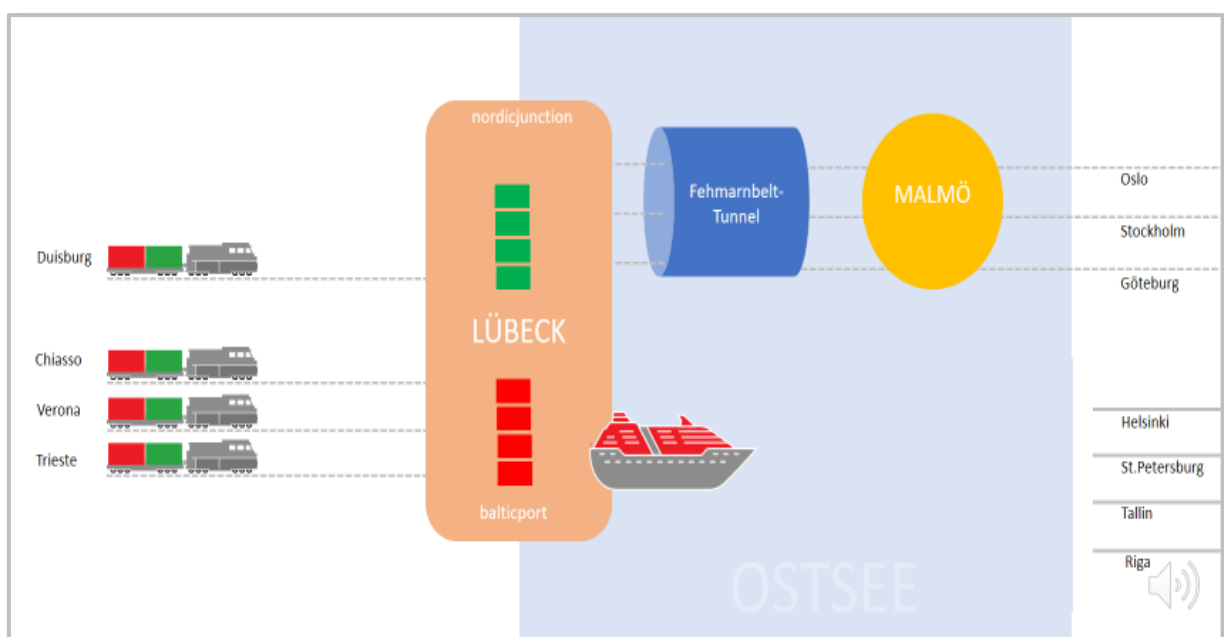 nordicjunction
Fehmarnbelt-
Tunnel
MALMÖ
Oslo
Stockholm
Göteburg
Duisburg
LÜBECK
Chiasso
Verona
Trieste
Helsinki
St.Petersburg
Tallin
Riga
balticport
OSTSEE